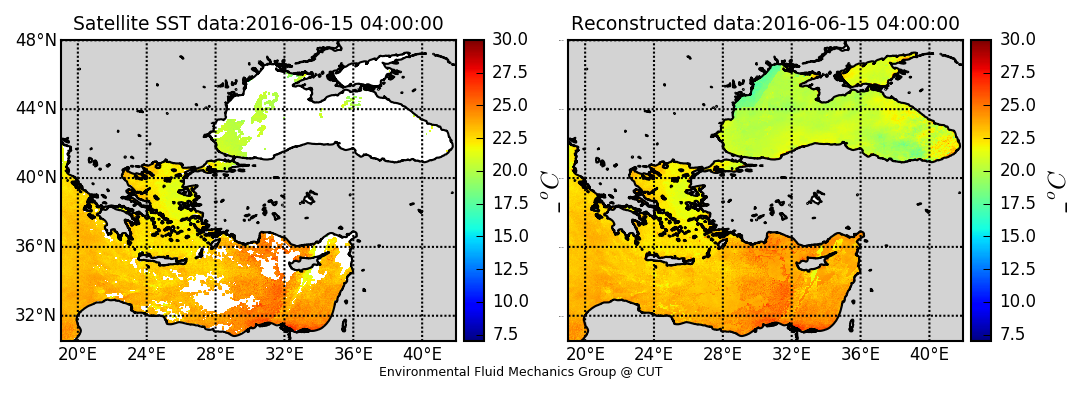 Satellite SST data:2016-06-15 04:00:00
Reconstructed data:2016-06-15 04:00:00
48°N
44°N
40°N
36°N
32°N
20°E 24°E 28°E 32°E 36°E 40°E
30.0
27.5
25.0
22.5
20.0
17.5
15.0
12.5
10.0
7.5
_°C
20°E 24°E 28°E 32°E 36°E 40°E
30.0
27.5
25.0
22.5
20.0
17.5
15.0
12.5
10.0
7.5
_°C
Environmental Fluid Mechanics Group @ CUT